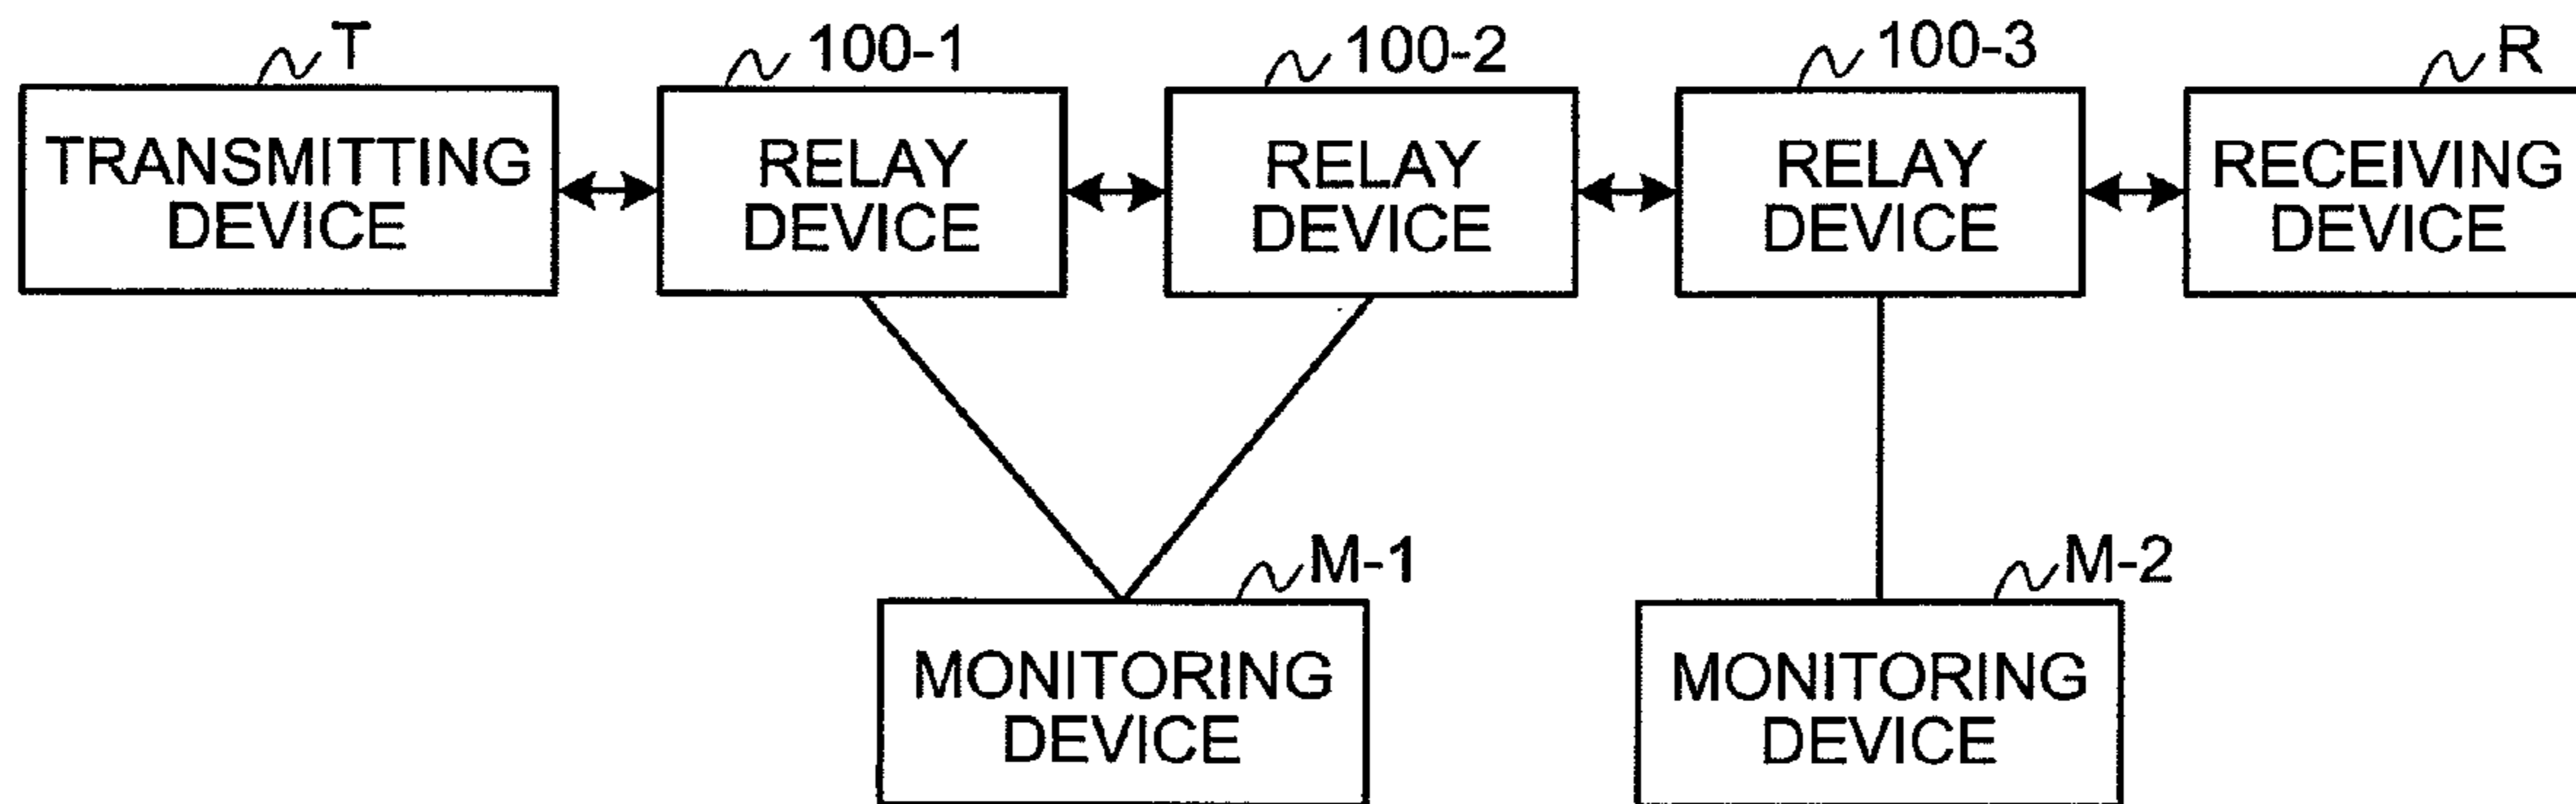 T
100-1
100-2
100-3
R
TRANSMITTING
DEVICE
RELAY
DEVICE
RELAY
DEVICE
RELAY
DEVICE
RECEIVING
DEVICE
M-1
M-2
MONITORING
DEVICE
MONITORING
DEVICE